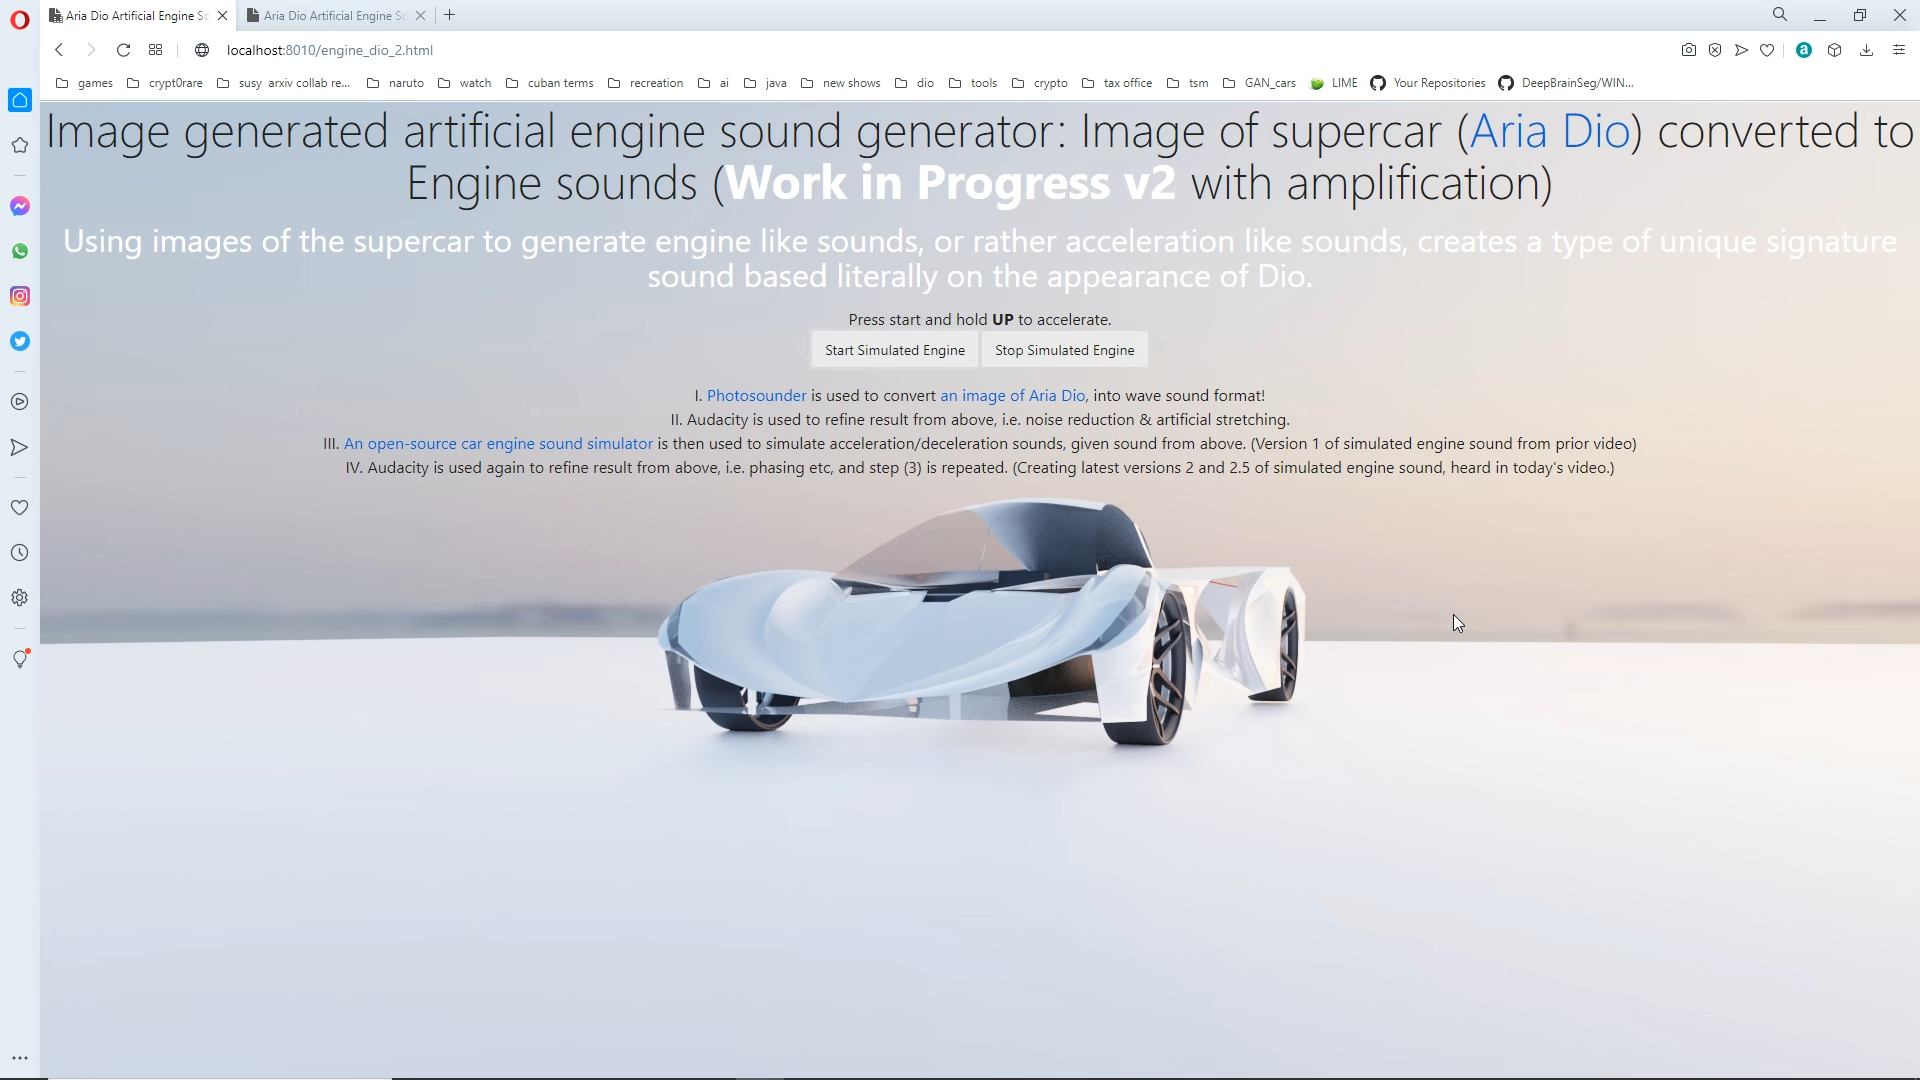 Aria Dio Artificial Engine So
Aria Dio Artificial Engine So
localhost:8010/engine_dio_2.html
games crypt0rare susy arxiv collab re... naruto watch cuban terms recreation ai java new shows dio tools crypto tax office tsm GAN_cars LIME Your Repositories DeepBrainSeg/WIN...
Image generated artificial engine sound generator: Image of supercar (Aria Dio) converted to
Engine sounds (Work in Progress v2 with amplification)
Using images of the supercar to generate engine like sounds, or rather acceleration like sounds, creates a type of unique signature
sound based literally on the appearance of Dio.
Press start and hold UP to accelerate.
Start Simulated Engine Stop Simulated Engine
I. Photosounder is used to convert an image of Aria Dio, into wave sound format!
II. Audacity is used to refine result from above, i.e. noise reduction & artificial stretching.
III. An open-source car engine sound simulator is then used to simulate acceleration/deceleration sounds, given sound from above. (Version 1 of simulated engine sound from prior video)
IV. Audacity is used again to refine result from above, i.e. phasing etc, and step (3) is repeated. (Creating latest versions 2 and 2.5 of simulated engine sound, heard in today's video.)